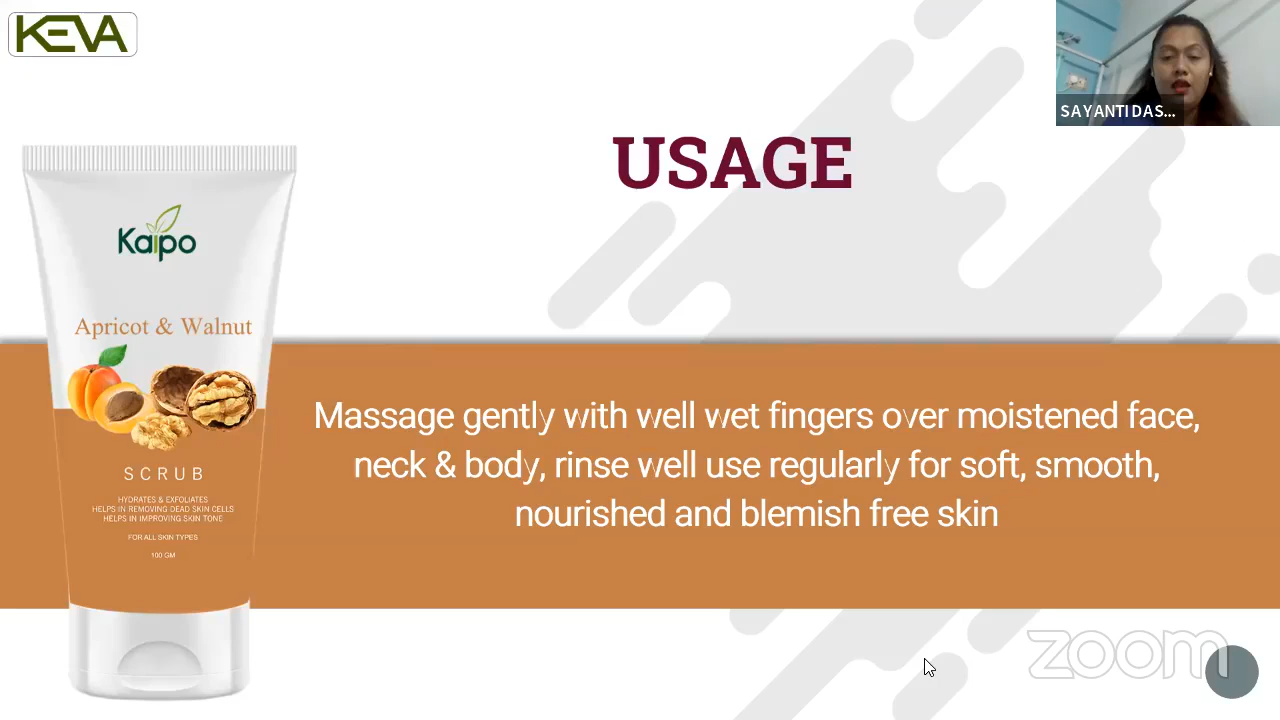 KEVA
SAYANTI DAS...
USAGE
Kaipo
Apricot & Walnut
SCRUB
HYDRATES & EXFOLIATES
HELPS IN REMOVING DEAD SKIN CELLS
HELPS IN IMPROVING SKIN TONE
FOR ALL SKIN TYPES
100 GM
Massage gently with well wet fingers over moistened face,
neck & body, rinse well use regularly for soft, smooth,
nourished and blemish free skin
zoom